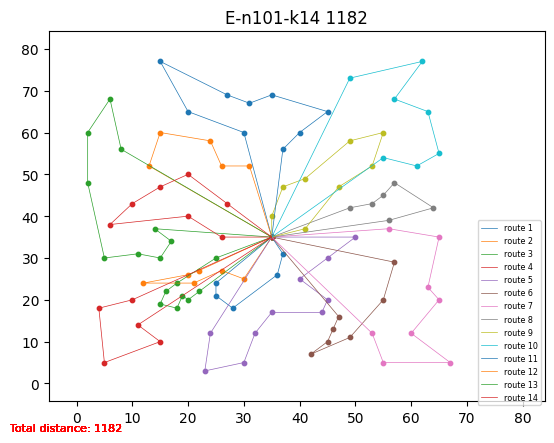 E-n101-k14 1182
80
70
60
50
40
30
20
10
0
0 10 20 30 40 50 60 70 80
route 1
route 2
route 3
route 4
route 5
route 6
route 7
route 8
route 9
route 10
route 11
route 12
route 13
route 14
Total distance: 1182